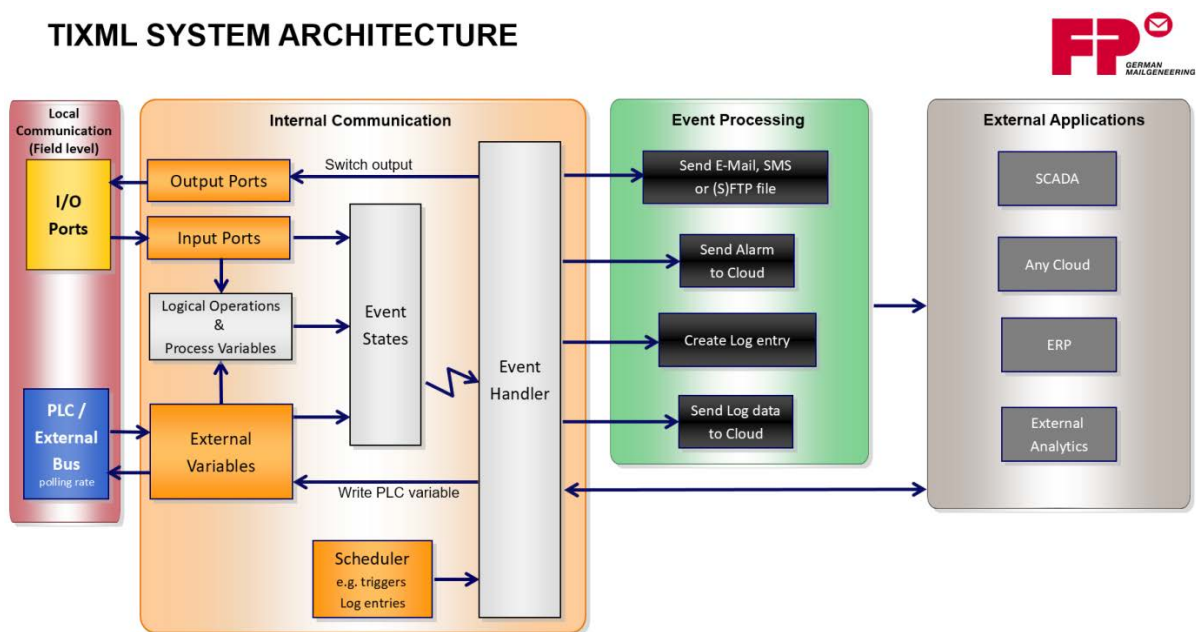 TIXML SYSTEM ARCHITECTURE
FP
GERMAN
MAILGENEERING
Local
Communication
(Field level)
I/O
Ports
PLC /
External
Bus
polling rate
Internal Communication
Output Ports
Switch output
Input Ports
Logical Operations
&
Process Variables
Event
States
External
Variables
Write PLC variable
Scheduler
e.g. triggers
Log entries
Event
Handler
Event Processing
Send E-Mail, SMS
or (S)FTP file
Send Alarm
to Cloud
Create Log entry
Send Log data
to Cloud
External Applications
SCADA
Any Cloud
ERP
External
Analytics